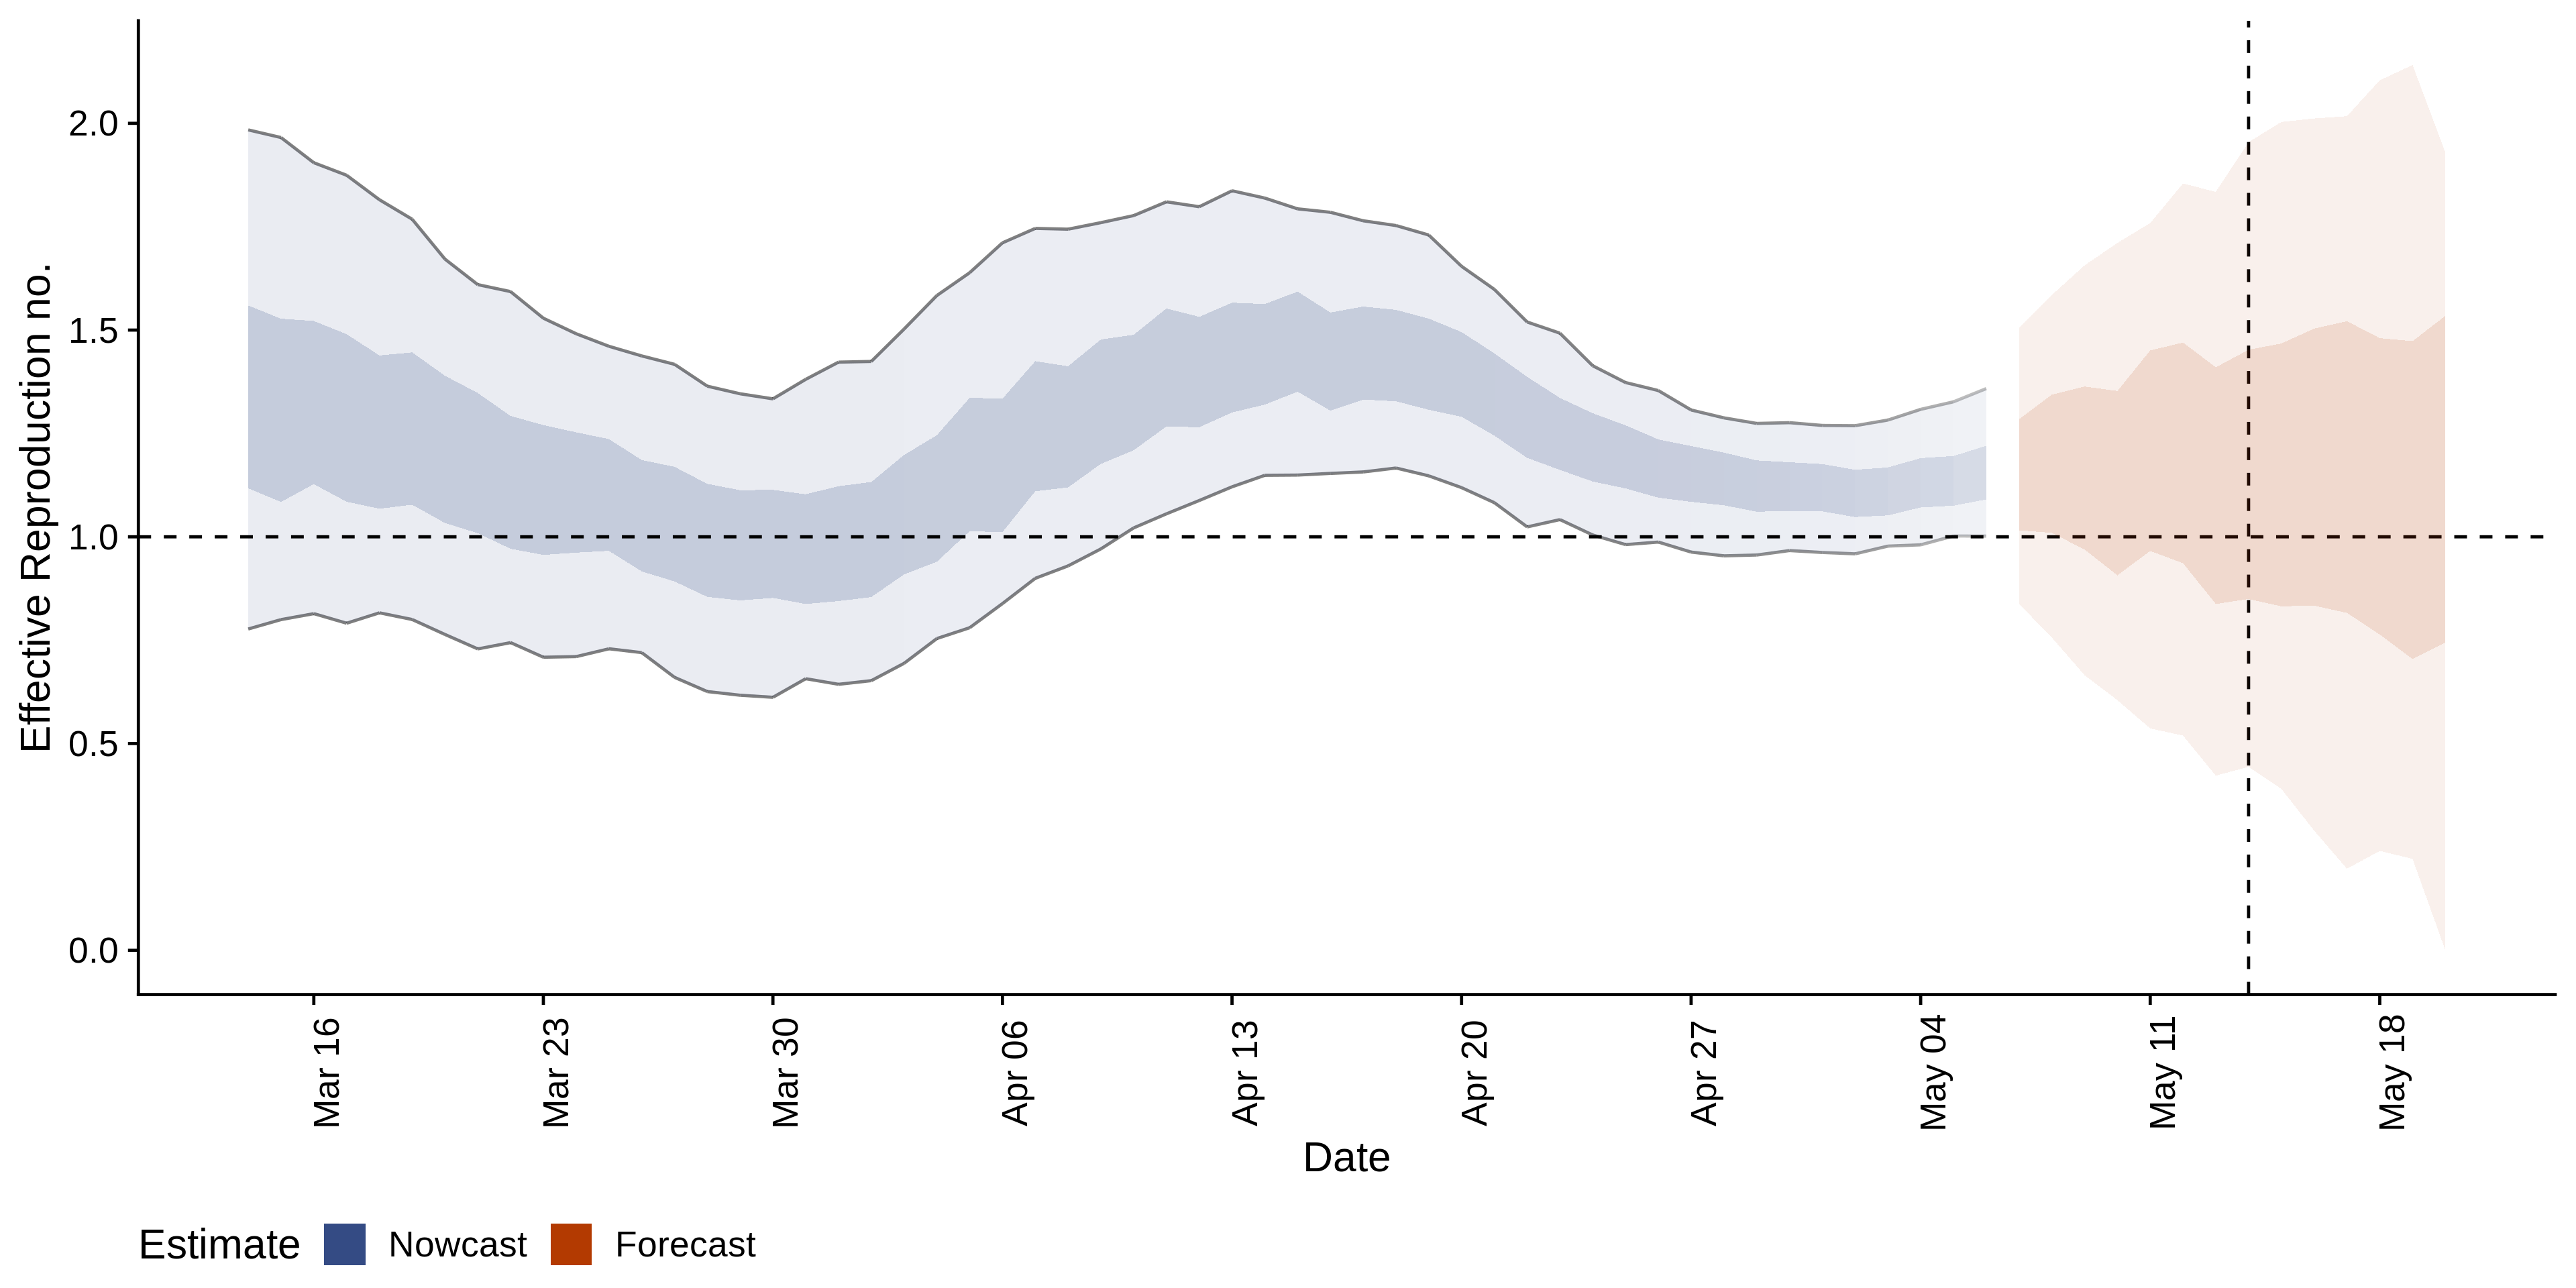 Effective Reproduction no.
2.0
1.5
1.0
0.5
0.0
Mar 16
Mar 23
Mar 30
Apr 06
Apr 13
Apr 20
Apr 27
May 04
May 11
May 18
Date
Estimate Nowcast Forecast